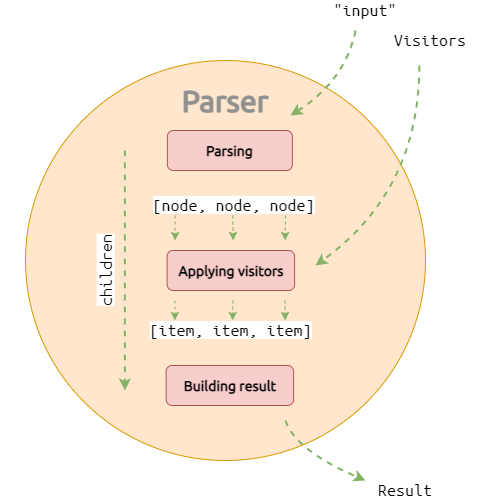 "input"
Visitors
Parser
Parsing
[node, node, node]
Applying visitors
children
[item, item, item]
Building result
Result